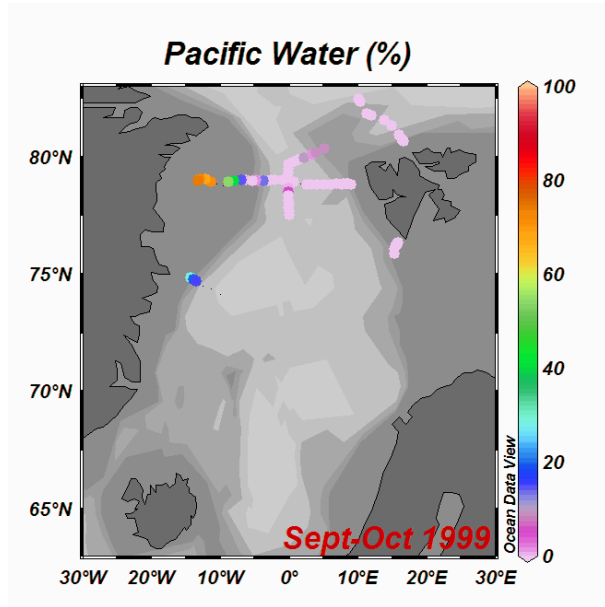 Pacific Water (%)
100
80°N
80
60
75°N
40
70°N
20
65°N
Sept-Oct 1999
Ocean Data View
0
30°W 20°W 10°W 0° 10°E 20°E 30°E